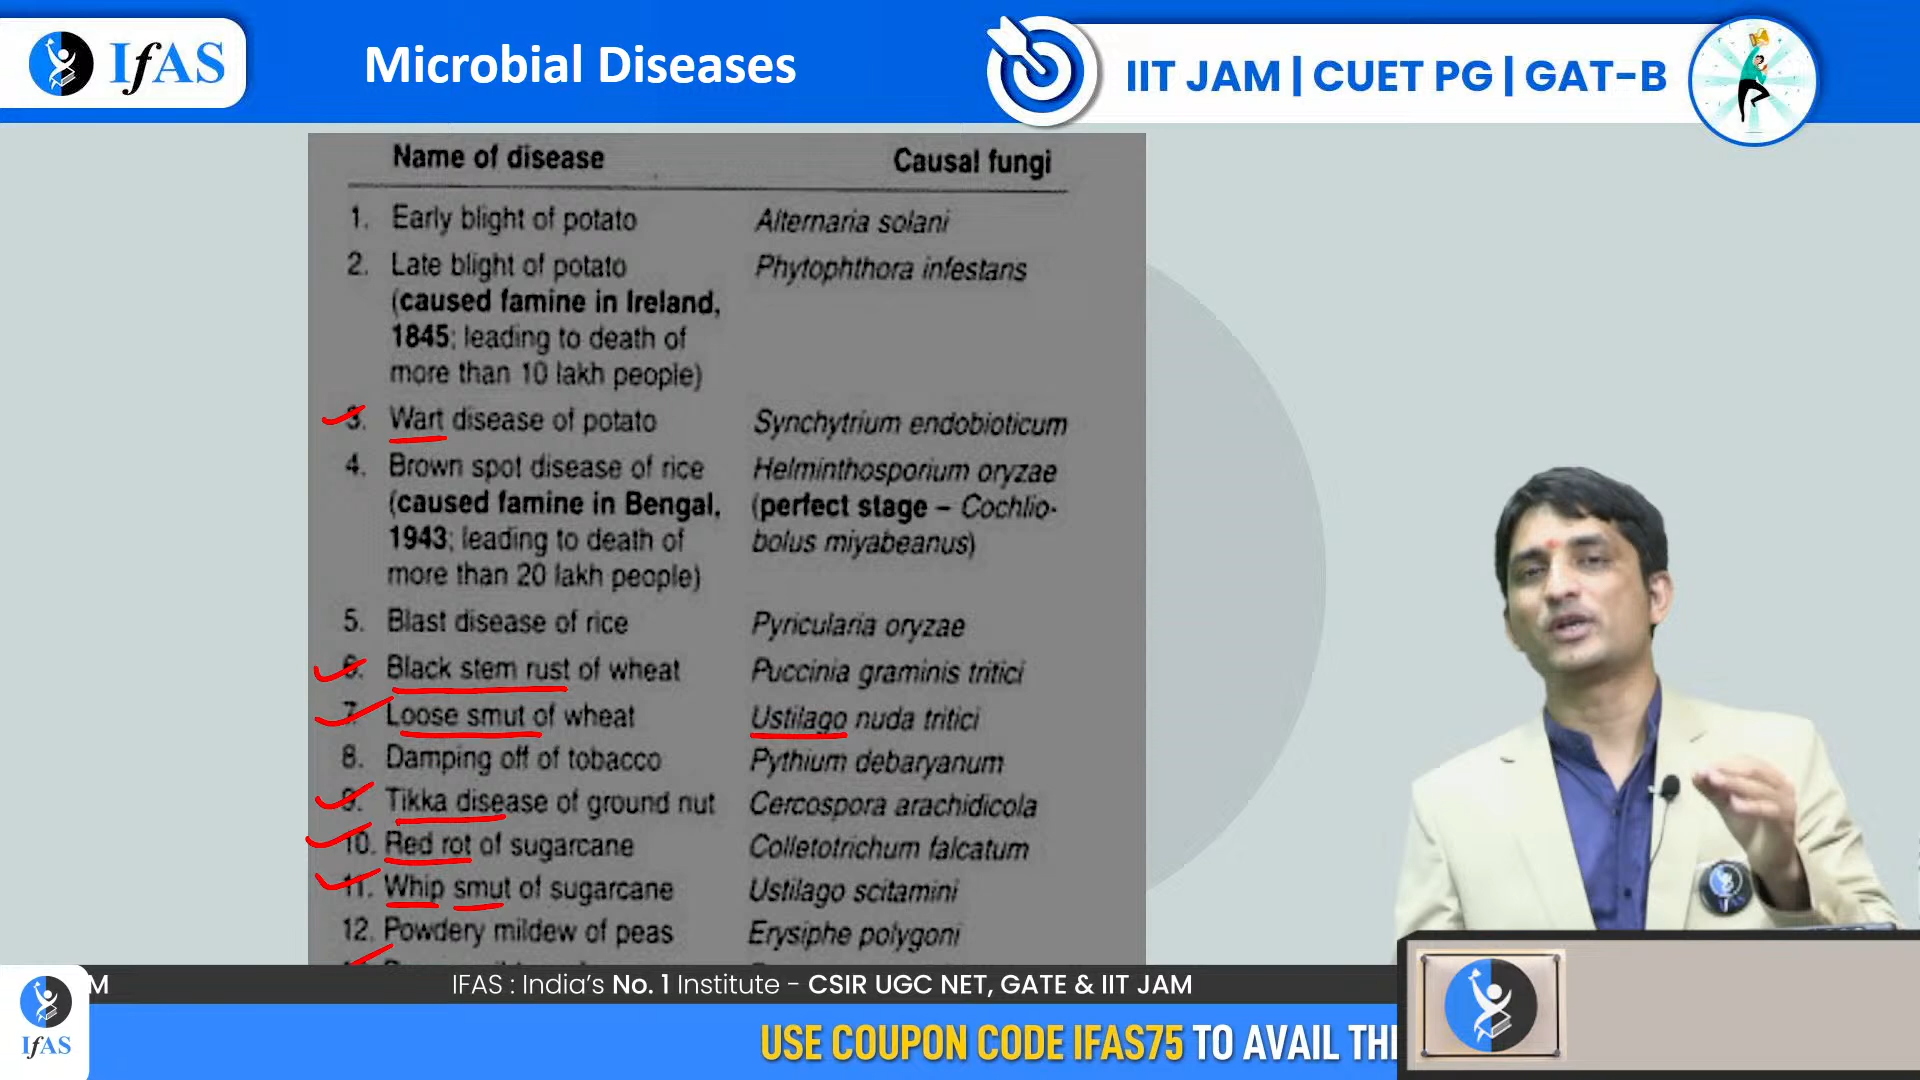 IfAS
Microbial Diseases
IIT JAM | CUET PG | GAT-B
Name of disease Causal fungi
1. Early blight of potato Alternaria solani
2. Late blight of potato Phytophthora infestans
(caused famine in Ireland,
1845; leading to death of
more than 10 lakh people)
3. Wart disease of potato Synchytrium endobioticum
4. Brown spot disease of rice Helminthosporium oryzae
(caused famine in Bengal, (perfect stage – Cochlio-
1943; leading to death of bolus miyabeanus)
more than 20 lakh people)
5. Blast disease of rice Pyricularia oryzae
6. Black stem rust of wheat Puccinia graminis tritici
7. Loose smut of wheat Ustilago nuda tritici
8. Damping off of tobacco Pythium debaryanum
9. Tikka disease of ground nut Cercospora arachidicola
10. Red rot of sugarcane Colletotrichum falcatum
11. Whip smut of sugarcane Ustilago scitamini
12. Powdery mildew of peas Erysiphe polygoni
M IFAS : India's No. 1 Institute - CSIR UGC NET, GATE & IIT JAM
IfAS
USE COUPON CODE IFAS75 TO AVAIL TH